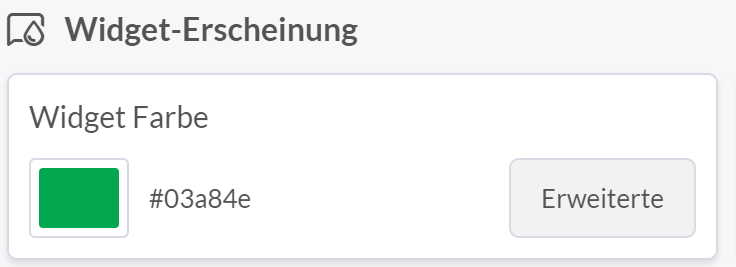 Widget-Erscheinung
Widget Farbe
#03a84e
Erweiterte